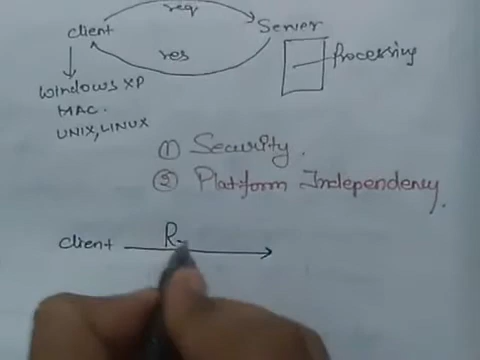 req
client
Server
res
Processing
Windows XP
MAC.
UNIX, LINUX
① Security.
② Platform Independency.
client
R